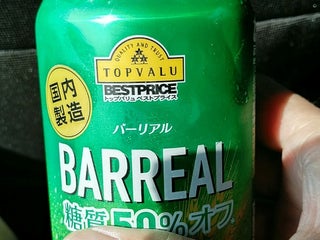 QUALITY AND TRUST
TOPVALU
BESTPRICE
トップバリュ ベストプライス
国内
製造
バーリアル
BARREAL
糖質50%オフ